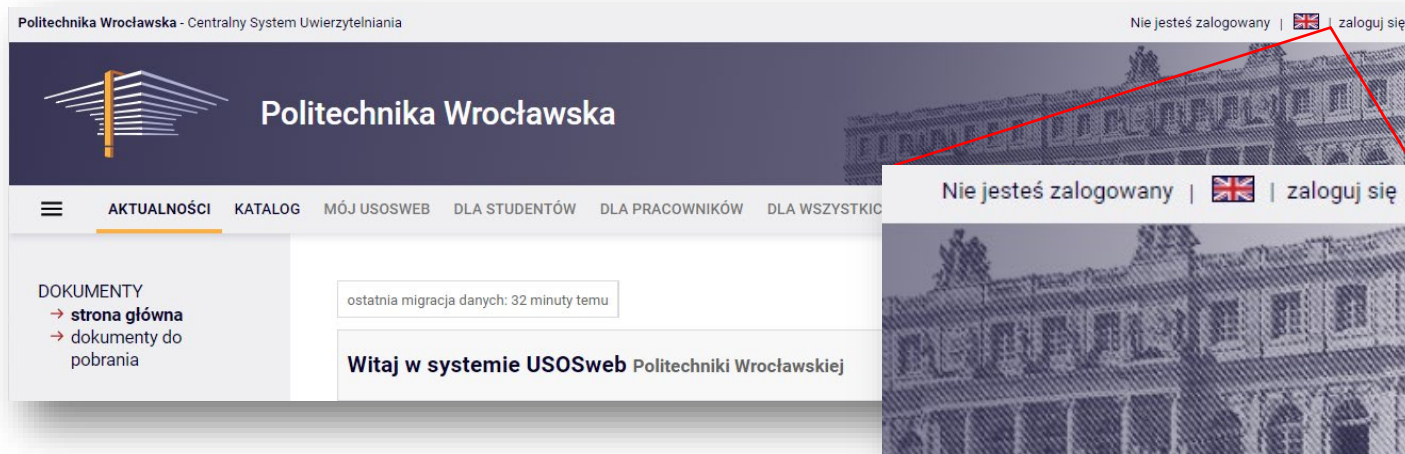 Politechnika Wrocławska - Centralny System Uwierzytelniania
Nie jesteś zalogowany | | zaloguj się
Politechnika Wrocławska
AKTUALNOŚCI KATALOG MÓJ USOSWEB DLA STUDENTÓW DLA PRACOWNIKÓW DLA WSZYSTKIC
Nie jesteś zalogowany | | zaloguj się
DOKUMENTY
→ strona główna
→ dokumenty do
pobrania
ostatnia migracja danych: 32 minuty temu
Witaj w systemie USOSweb Politechniki Wrocławskiej